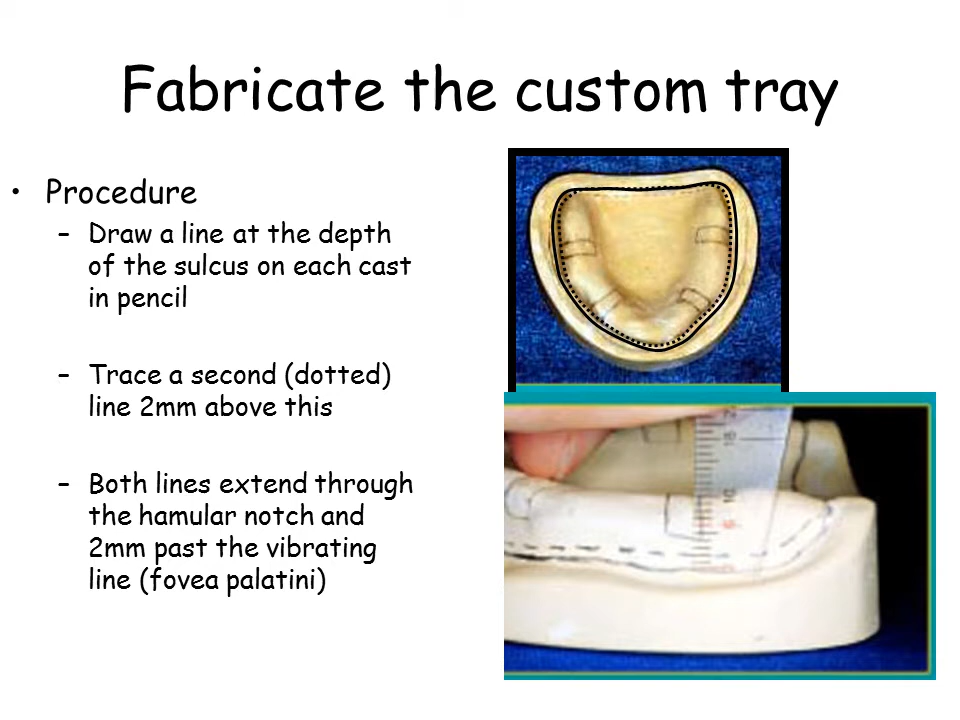 Fabricate the custom tray
• Procedure
– Draw a line at the depth
of the sulcus on each cast
in pencil
– Trace a second (dotted)
line 2mm above this
– Both lines extend through
the hamular notch and
2mm past the vibrating
line (fovea palatini)
10